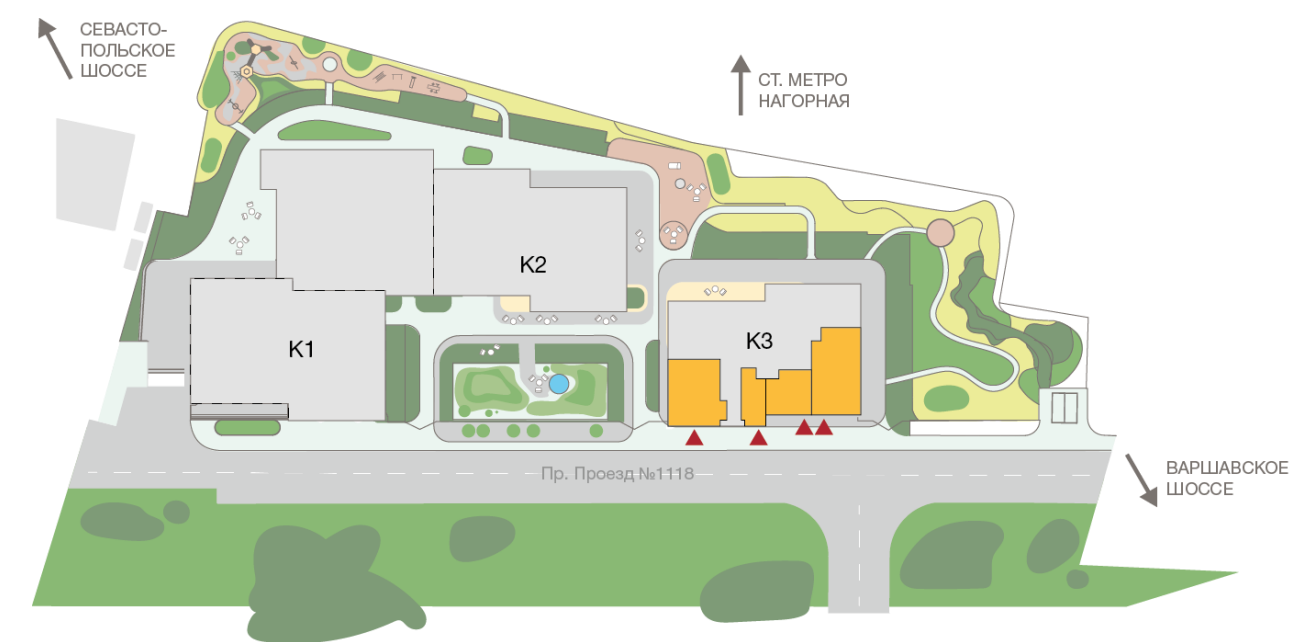 СЕВАСТО-
ПОЛЬСКОЕ
ШОССЕ
СТ. МЕТРО
НАГОРНАЯ
К2
К1
К3
Пр. Проезд №1118
ВАРШАВСКОЕ
ШОССЕ